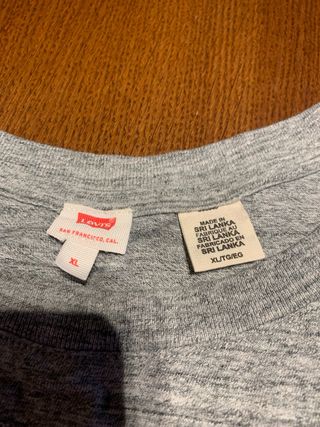 Levi's
SAN FRANCISCO, CAL.
XL
MADE IN
SRI LANKA
FABRIQUÉ AU
SRI LANKA
FABRICADO EN
SRI LANKA
XL/TG/EG